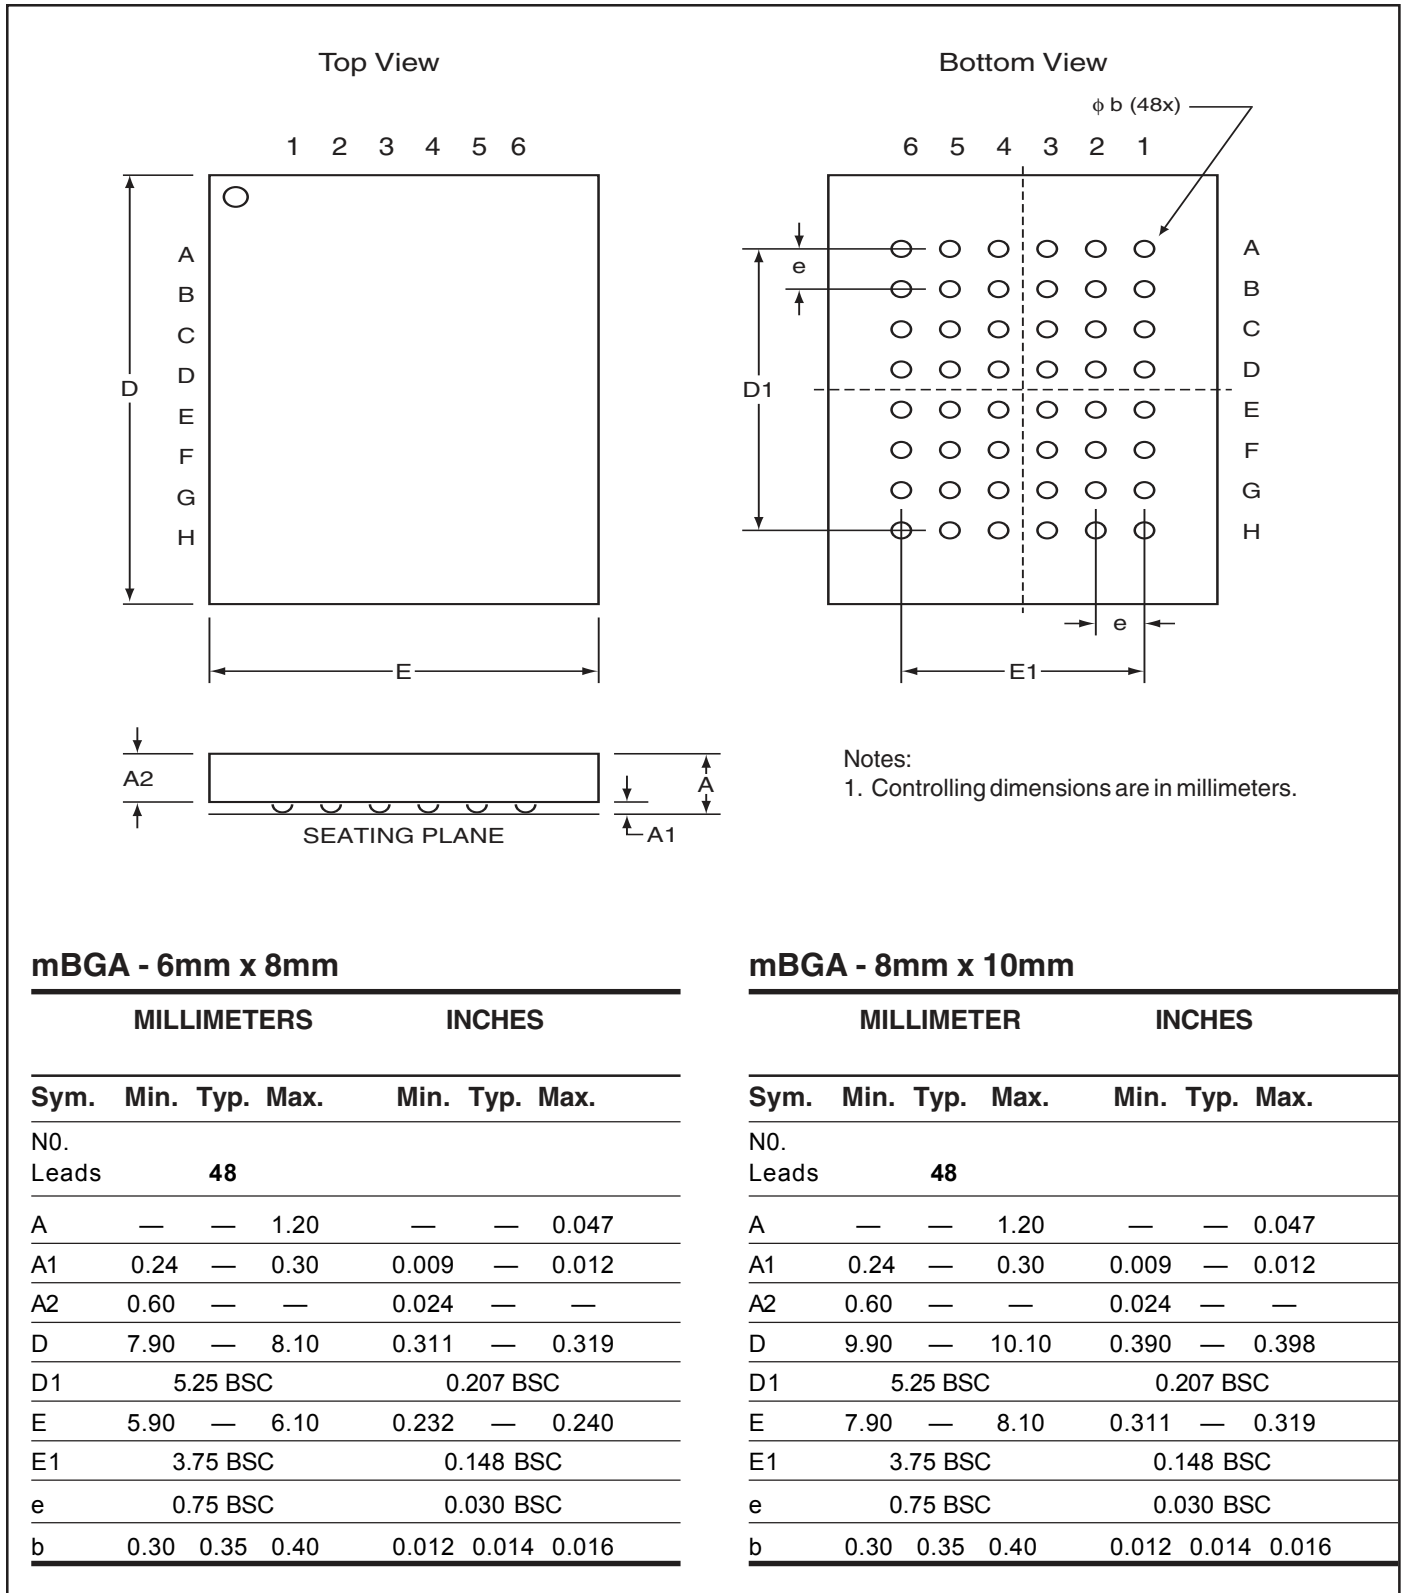 Top View
Bottom View
ϕ b (48x)
1 2 3 4 5 6
6 5 4 3 2 1
A
B
C
D
E
F
G
H
D
E
e
D1
A
B
C
D
E
F
G
H
e
E1
A2
SEATING PLANE
A
A1
Notes:
1. Controlling dimensions are in millimeters.
mBGA - 6mm x 8mm
MILLIMETERS INCHES
Sym. Min. Typ. Max. Min. Typ. Max.
N0.
Leads 48
A — — 1.20 — — 0.047
A1 0.24 — 0.30 0.009 — 0.012
A2 0.60 — — 0.024 — —
D 7.90 — 8.10 0.311 — 0.319
D1 5.25 BSC 0.207 BSC
E 5.90 — 6.10 0.232 — 0.240
E1 3.75 BSC 0.148 BSC
e 0.75 BSC 0.030 BSC
b 0.30 0.35 0.40 0.012 0.014 0.016
mBGA - 8mm x 10mm
MILLIMETER INCHES
Sym. Min. Typ. Max. Min. Typ. Max.
N0.
Leads 48
A — — 1.20 — — 0.047
A1 0.24 — 0.30 0.009 — 0.012
A2 0.60 — — 0.024 — —
D 9.90 — 10.10 0.390 — 0.398
D1 5.25 BSC 0.207 BSC
E 7.90 — 8.10 0.311 — 0.319
E1 3.75 BSC 0.148 BSC
e 0.75 BSC 0.030 BSC
b 0.30 0.35 0.40 0.012 0.014 0.016